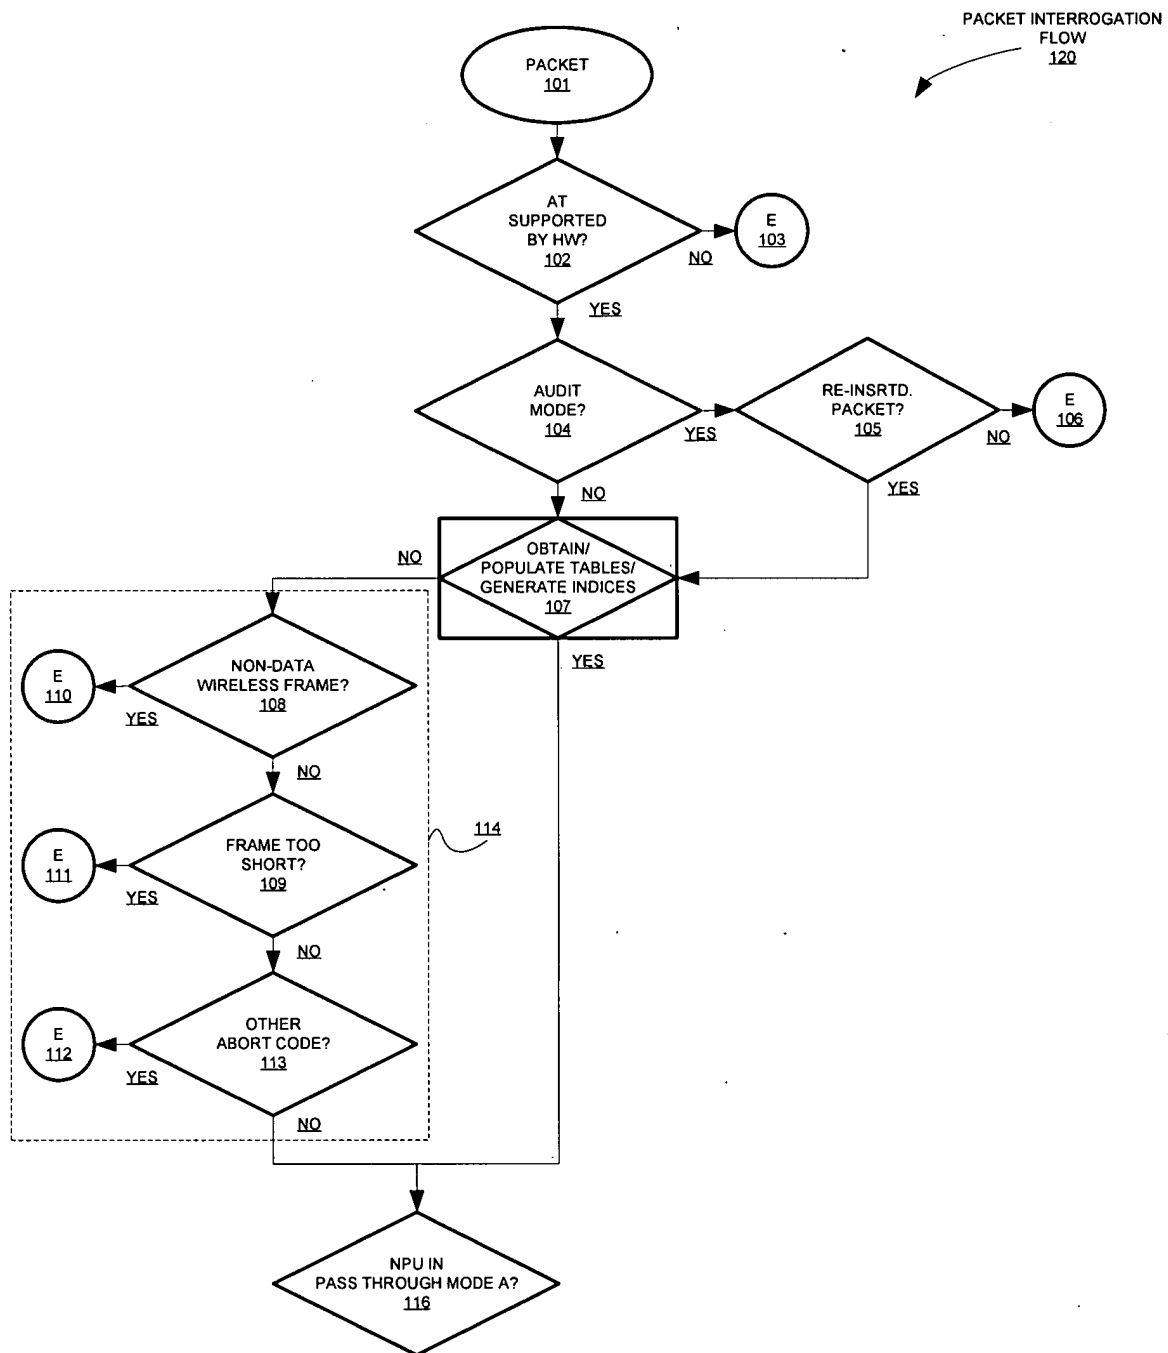 PACKET INTERROGATION
FLOW
120
PACKET
101
AT
SUPPORTED
BY HW?
102
NO
E
103
YES
AUDIT
MODE?
104
YES
RE-INSRTD.
PACKET?
105
NO
E
106
NO
YES
OBTAIN/
POPULATE TABLES/
GENERATE INDICES
107
NO
YES
NON-DATA
WIRELESS FRAME?
108
YES
E
110
NO
FRAME TOO
SHORT?
109
YES
E
111
114
NO
OTHER
ABORT CODE?
113
YES
E
112
NO
NPU IN
PASS THROUGH MODE A?
116